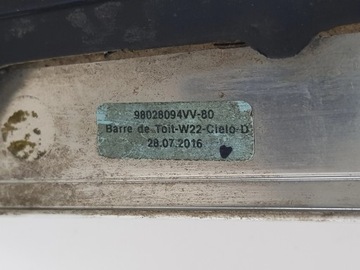 98028094VV-80
Barre de Toit-W22-Cielo-D
28.07.2016